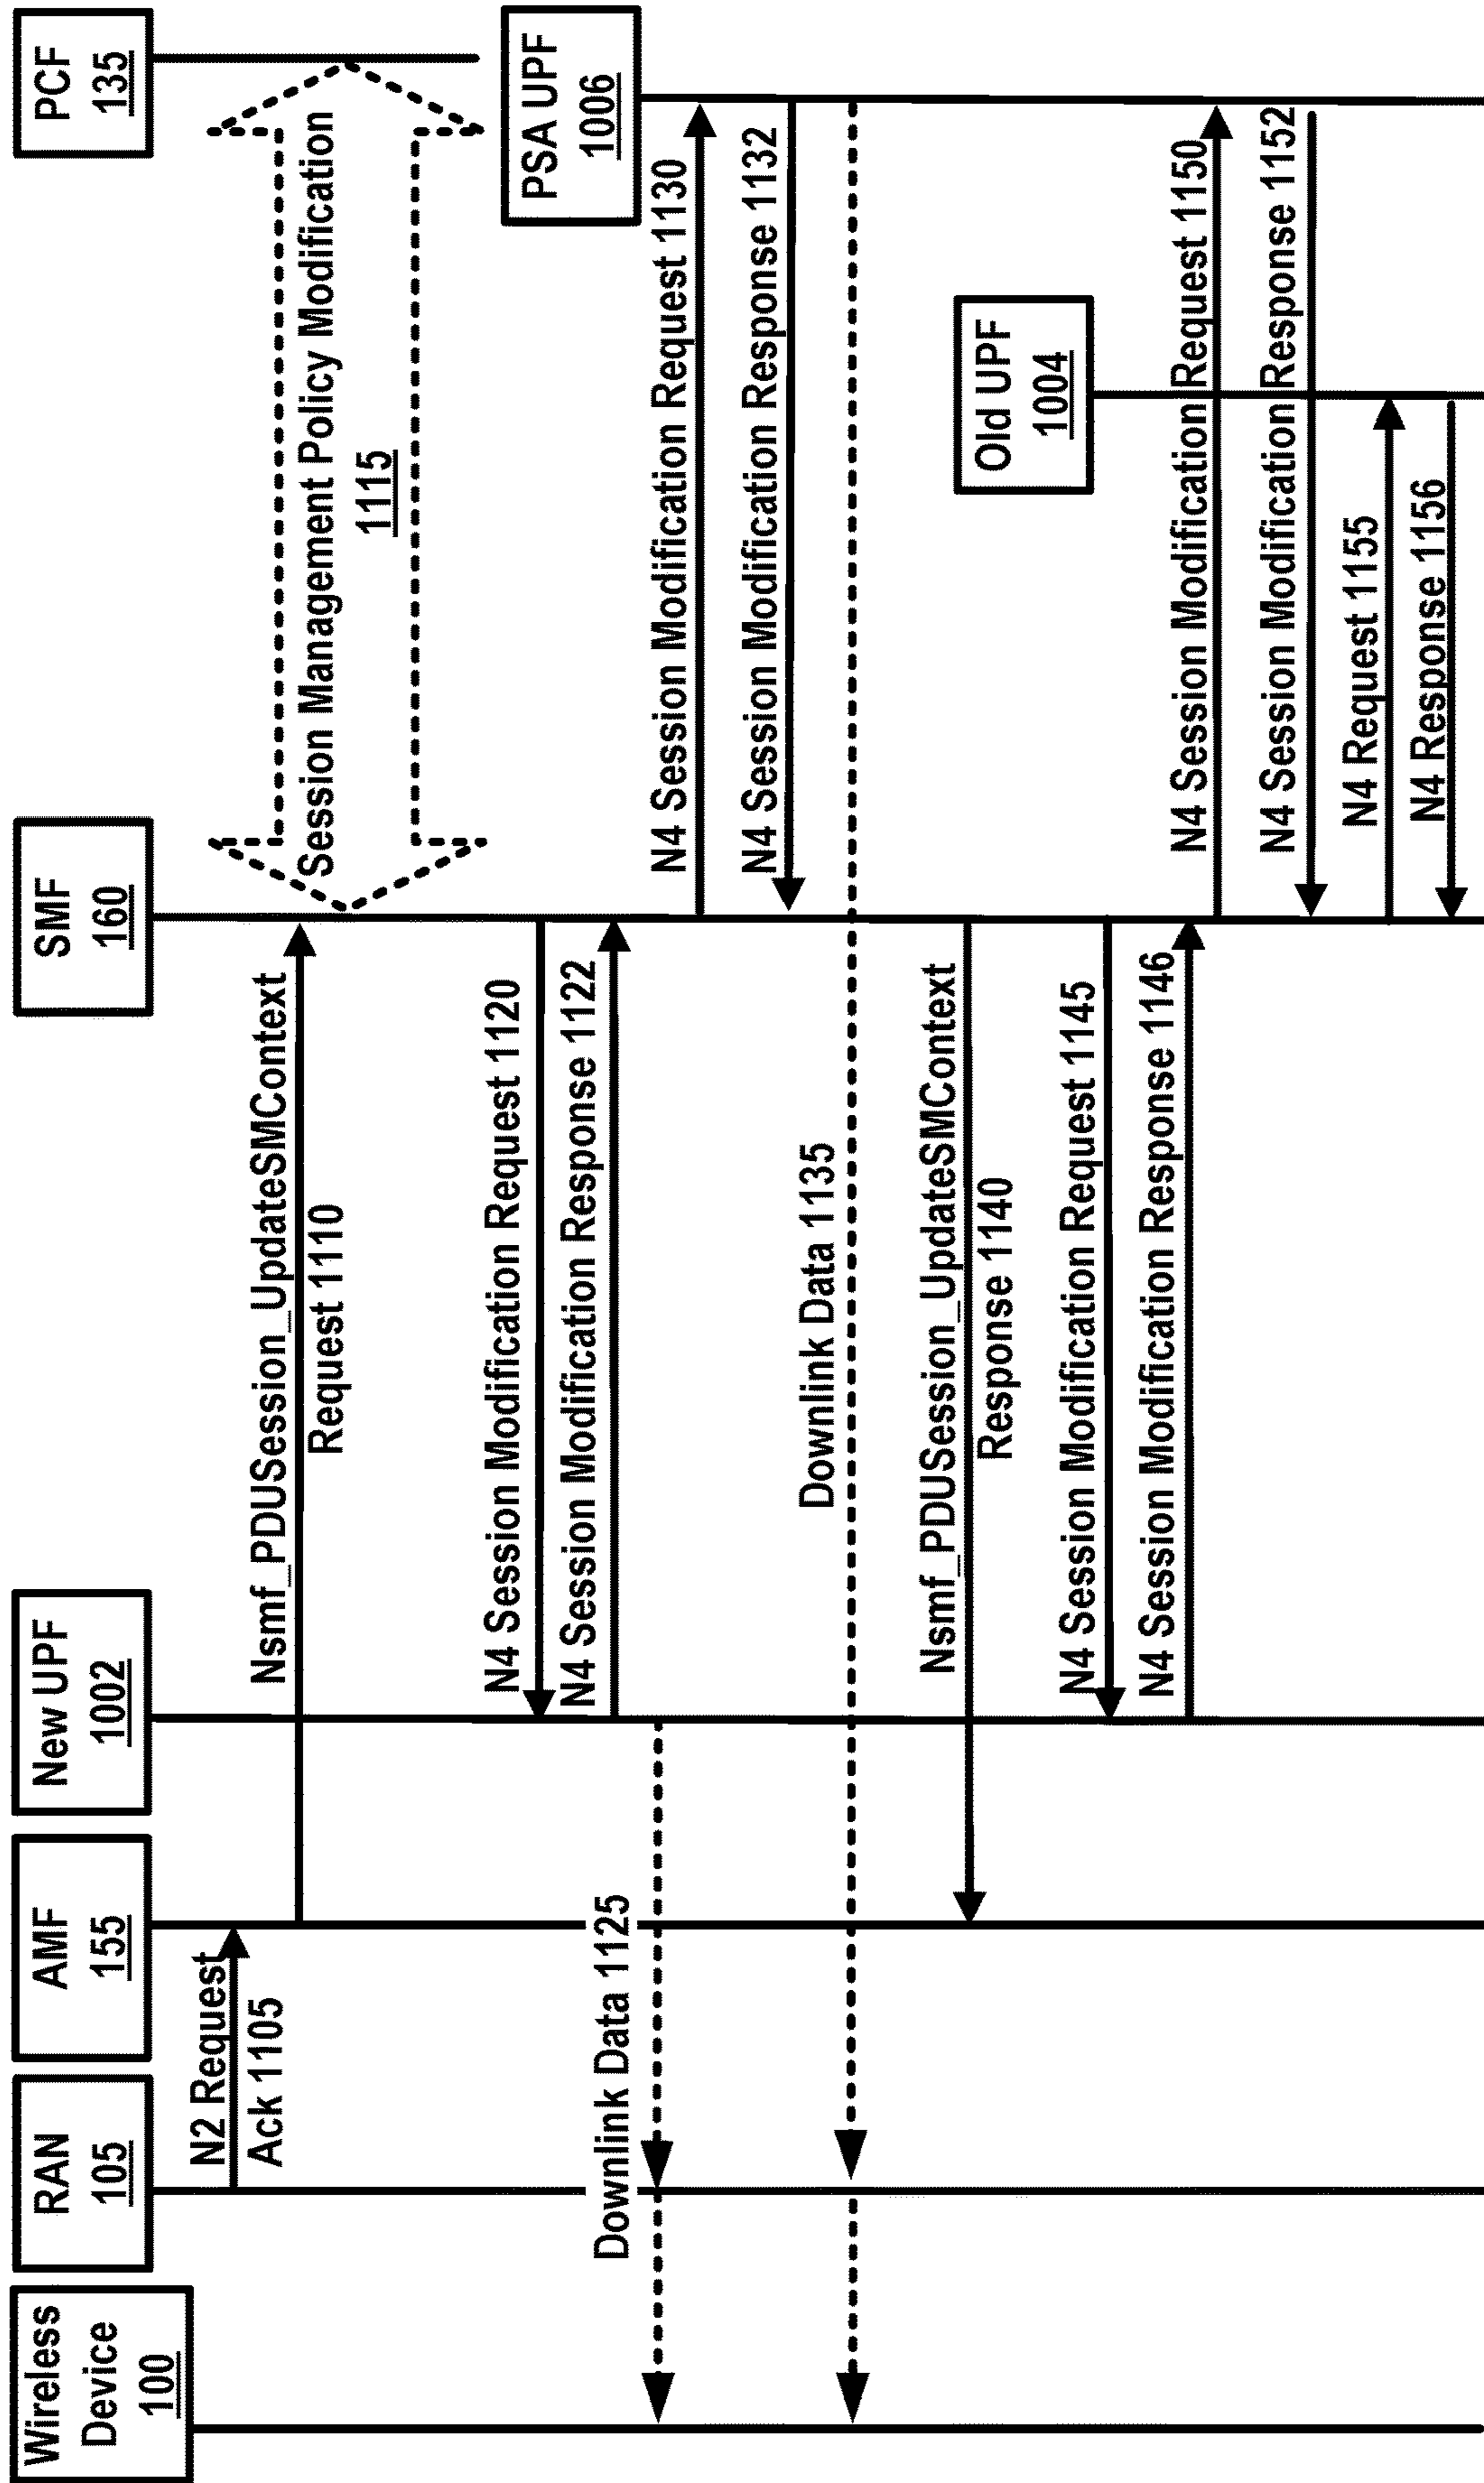 Wireless
Device
100
RAN
105
AMF
155
New UPF
1002
SMF
160
PCF
135
N2 Request
Ack 1105
Nsmf_PDUSession_UpdateSMContext
Request 1110
Session Management Policy Modification
1115
PSA UPF
1006
N4 Session Modification Request 1120
N4 Session Modification Response 1122
Downlink Data 1125
N4 Session Modification Request 1130
N4 Session Modification Response 1132
Downlink Data 1135
Nsmf_PDUSession_UpdateSMContext
Response 1140
Old UPF
1004
N4 Session Modification Request 1145
N4 Session Modification Response 1146
N4 Session Modification Request 1150
N4 Session Modification Response 1152
N4 Request 1155
N4 Response 1156